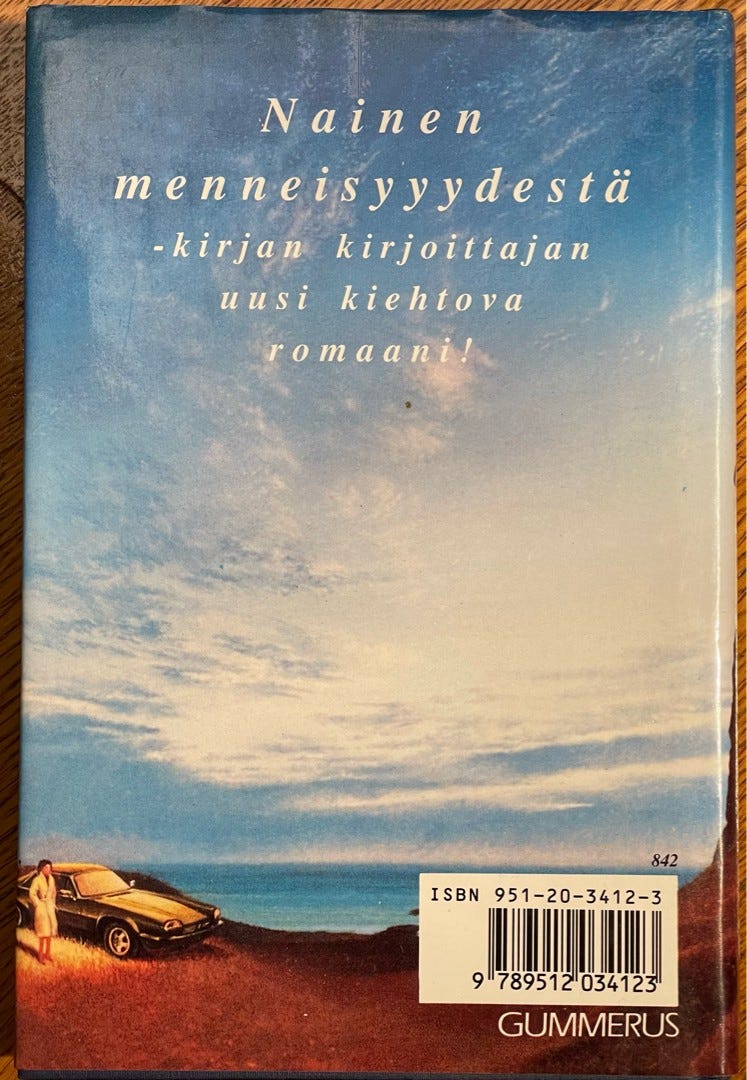 Nainen
menneisyyydestä
-kirjan kirjoittajan
uusi kiehtova
romaani!
842
ISBN 951-20-3412-3
9 789512 034123
GUMMERUS